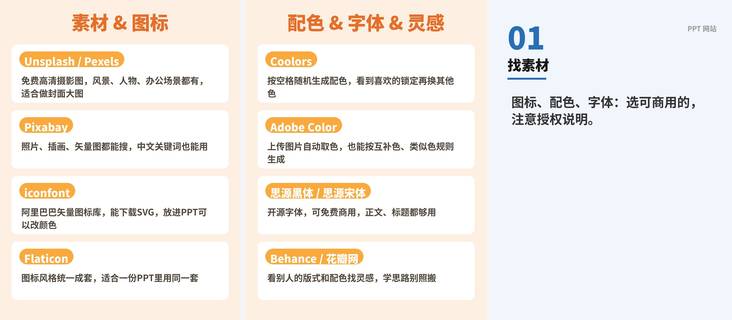 素材 & 图标
Unsplash / Pexels
免费高清摄影图，风景、人物、办公场景都有，
适合做封面大图
Pixabay
照片、插画、矢量图都能搜，中文关键词也能用
iconfont
阿里巴巴矢量图标库，能下载SVG，放进PPT可
以改颜色
Flaticon
图标风格统一成套，适合一份PPT里用同一套
配色 & 字体 & 灵感
Coolors
按空格随机生成配色，看到喜欢的锁定再换其他
色
Adobe Color
上传图片自动取色，也能按互补色、类似色规则
生成
思源黑体 / 思源宋体
开源字体，可免费商用，正文、标题都够用
Behance / 花瓣网
看别人的版式和配色找灵感，学思路别照搬
01
PPT 网站
找素材
图标、配色、字体：选可商用的，
注意授权说明。